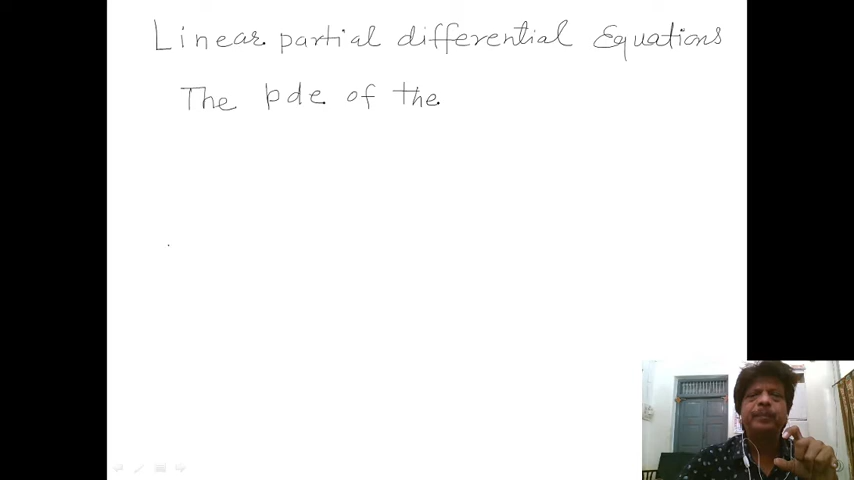 Linear partial differential Equations
The pde of the